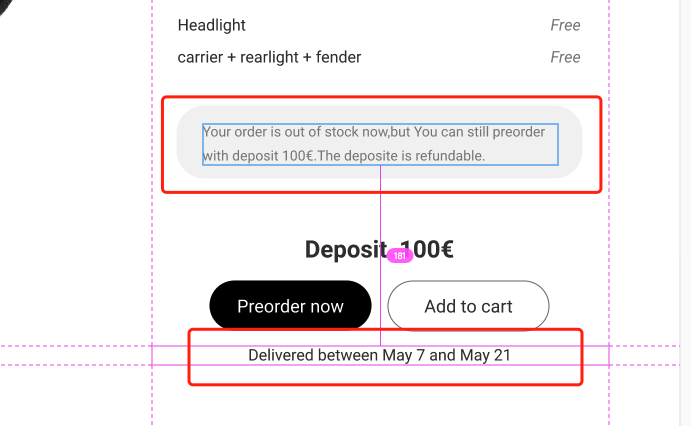 Headlight
Free
carrier + rearlight + fender
Free
Your order is out of stock now,but You can still preorder
with deposit 100€.The deposite is refundable.
Deposit 100€
181
Preorder now
Add to cart
Delivered between May 7 and May 21